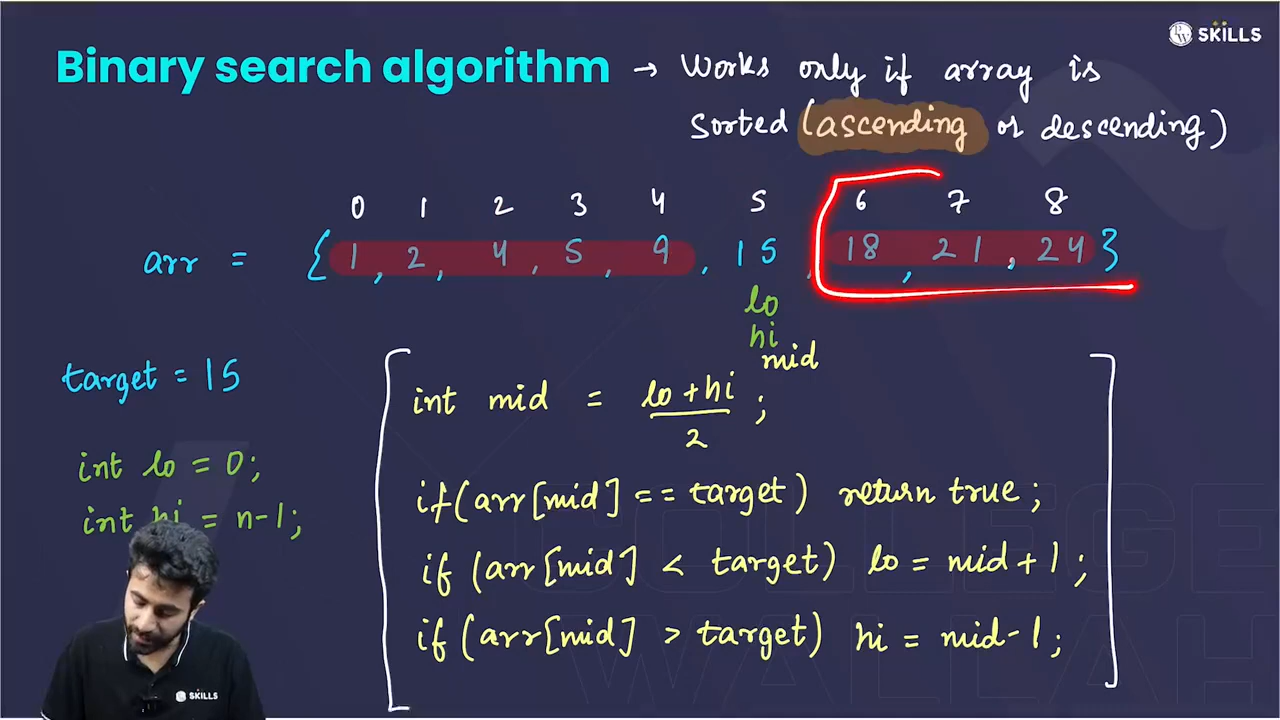 SKILLS
Binary search algorithm → Works only if array is
sorted (ascending or descending)
0 1 2 3 4 5 6 7 8
arr = { 1 , 2 , 4 , 5 , 9 , 15 , 18 , 21 , 24 }
lo
hi
mid
target = 15
int lo = 0;
int hi = n-1;
int mid = lo+hi
2 ;
if(arr[mid] == target) return true ;
if (arr[mid] < target) lo = mid+1 ;
if (arr[mid] > target) hi = mid-1 ;
SKILLS
COLLEGE
WALLAH